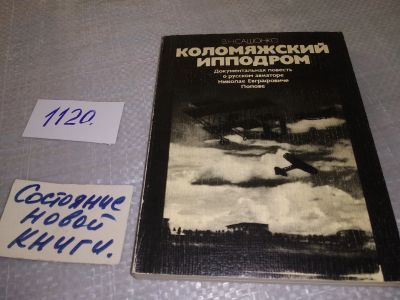 В.Н.САШОНКО
КОЛОМЯЖСКИЙ
ИППОДРОМ
Документальная повесть
о русском авиаторе
Николае Евграфовиче
Попове
1120.
Состояние
новой
книги.